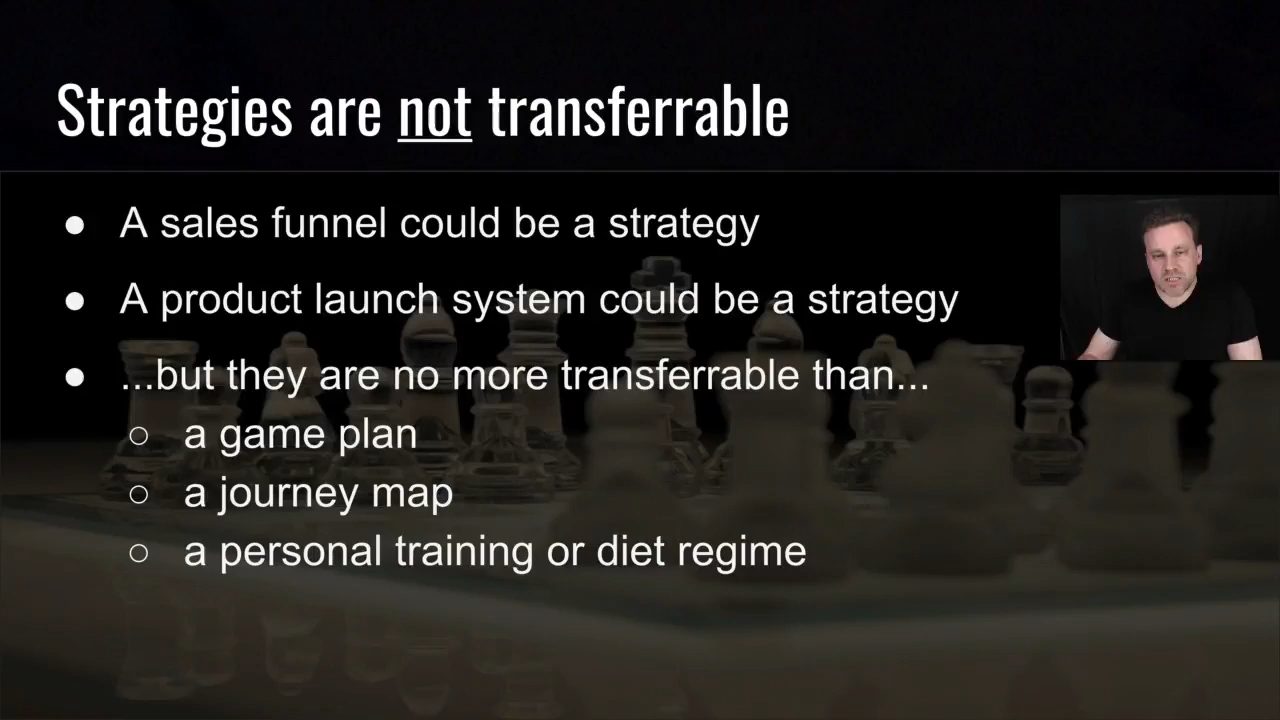 Strategies are not transferrable
● A sales funnel could be a strategy
● A product launch system could be a strategy
● ...but they are no more transferrable than...
○ a game plan
○ a journey map
○ a personal training or diet regime